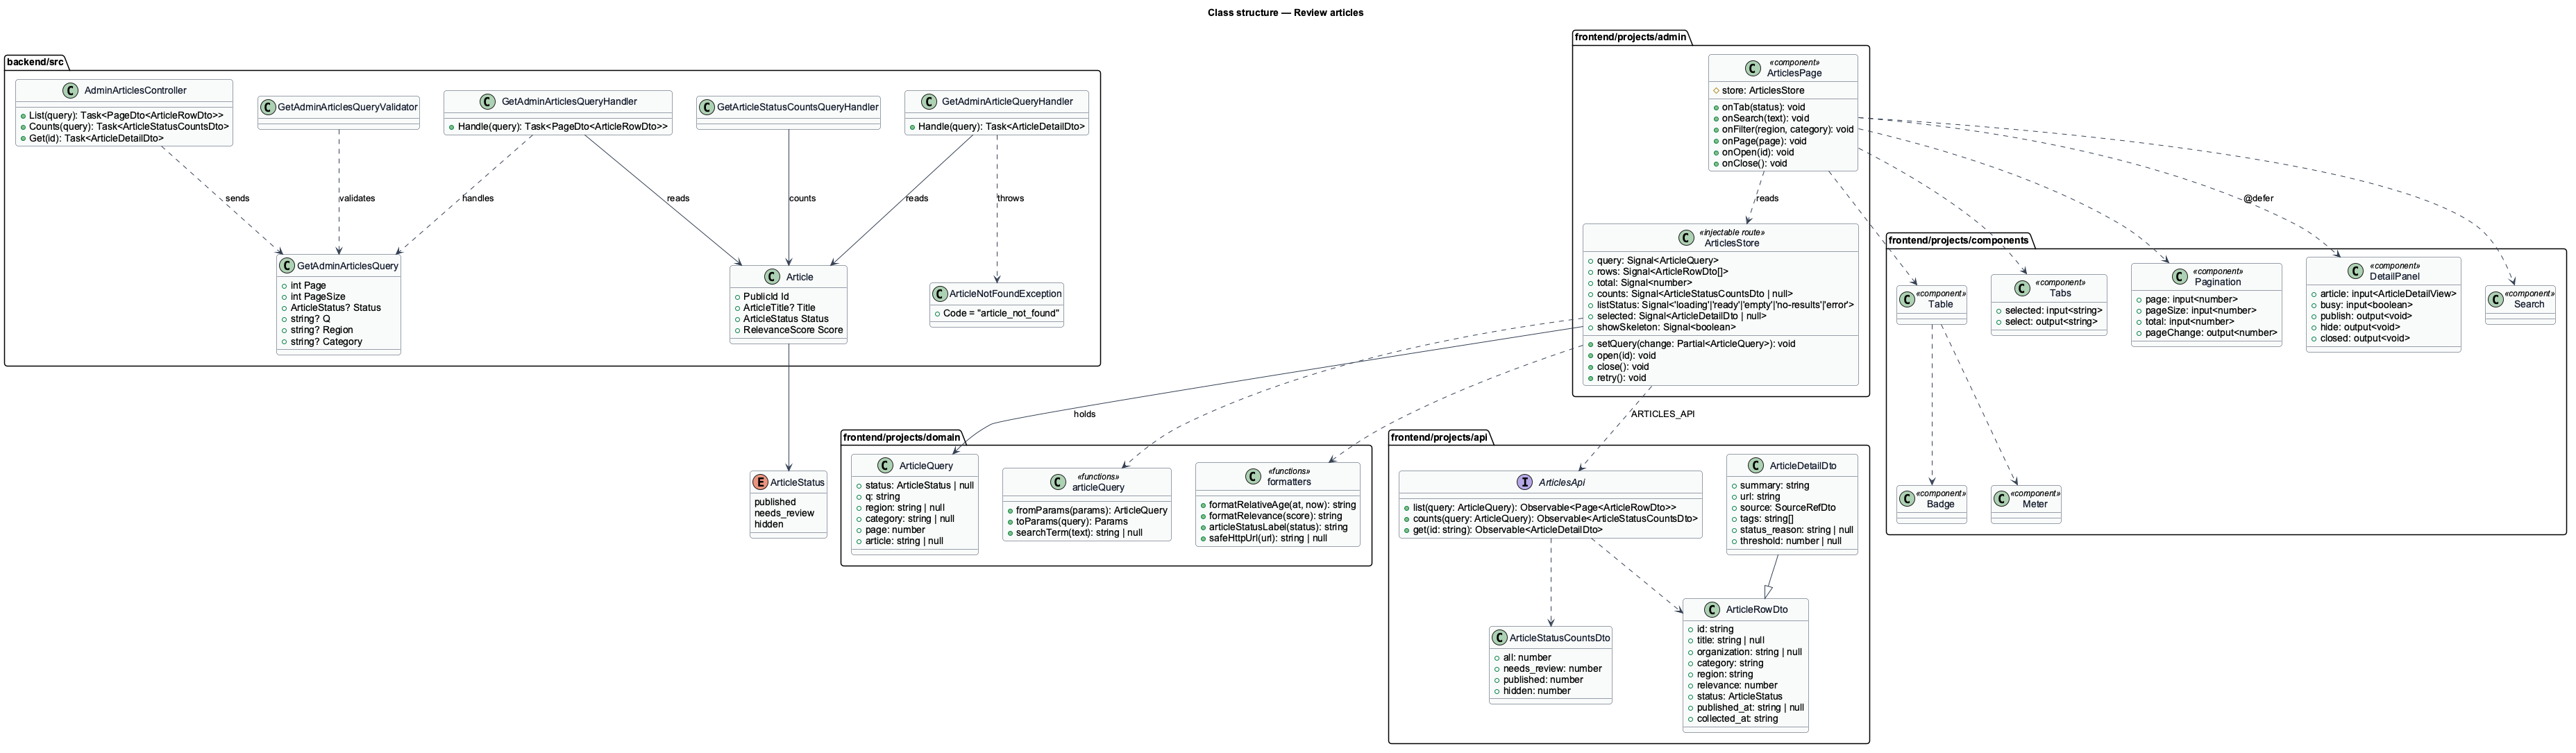 Class structure — Review articles
backend/src
C AdminArticlesController
List(query): Task<PageDto<ArticleRowDto>>
Counts(query): Task<ArticleStatusCountsDto>
Get(id): Task<ArticleDetailDto>
C GetAdminArticlesQueryValidator
C GetAdminArticlesQueryHandler
Handle(query): Task<PageDto<ArticleRowDto>>
C GetArticleStatusCountsQueryHandler
C GetAdminArticleQueryHandler
Handle(query): Task<ArticleDetailDto>
sends
validates
handles
reads
counts
reads
throws
C GetAdminArticlesQuery
int Page
int PageSize
ArticleStatus? Status
string? Q
string? Region
string? Category
C Article
PublicId Id
ArticleTitle? Title
ArticleStatus Status
RelevanceScore Score
C ArticleNotFoundException
Code = "article_not_found"
E ArticleStatus
published
needs_review
hidden
frontend/projects/admin
C «component»
ArticlesPage
store: ArticlesStore
onTab(status): void
onSearch(text): void
onFilter(region, category): void
onPage(page): void
onOpen(id): void
onClose(): void
reads
C «injectable route»
ArticlesStore
query: Signal<ArticleQuery>
rows: Signal<ArticleRowDto[]>
total: Signal<number>
counts: Signal<ArticleStatusCountsDto | null>
listStatus: Signal<'loading'|'ready'|'empty'|'no-results'|'error'>
selected: Signal<ArticleDetailDto | null>
showSkeleton: Signal<boolean>
setQuery(change: Partial<ArticleQuery>): void
open(id): void
close(): void
retry(): void
@defer
frontend/projects/components
C «component»
Table
C «component»
Tabs
selected: input<string>
select: output<string>
C «component»
Pagination
page: input<number>
pageSize: input<number>
total: input<number>
pageChange: output<number>
C «component»
DetailPanel
article: input<ArticleDetailView>
busy: input<boolean>
publish: output<void>
hide: output<void>
closed: output<void>
C «component»
Search
C «component»
Badge
C «component»
Meter
holds
ARTICLES_API
frontend/projects/domain
C ArticleQuery
status: ArticleStatus | null
q: string
region: string | null
category: string | null
page: number
article: string | null
C «functions»
articleQuery
fromParams(params): ArticleQuery
toParams(query): Params
searchTerm(text): string | null
C «functions»
formatters
formatRelativeAge(at, now): string
formatRelevance(score): string
articleStatusLabel(status): string
safeHttpUrl(url): string | null
frontend/projects/api
I ArticlesApi
list(query: ArticleQuery): Observable<Page<ArticleRowDto>>
counts(query: ArticleQuery): Observable<ArticleStatusCountsDto>
get(id: string): Observable<ArticleDetailDto>
C ArticleDetailDto
summary: string
url: string
source: SourceRefDto
tags: string[]
status_reason: string | null
threshold: number | null
C ArticleStatusCountsDto
all: number
needs_review: number
published: number
hidden: number
C ArticleRowDto
id: string
title: string | null
organization: string | null
category: string
region: string
relevance: number
status: ArticleStatus
published_at: string | null
collected_at: string